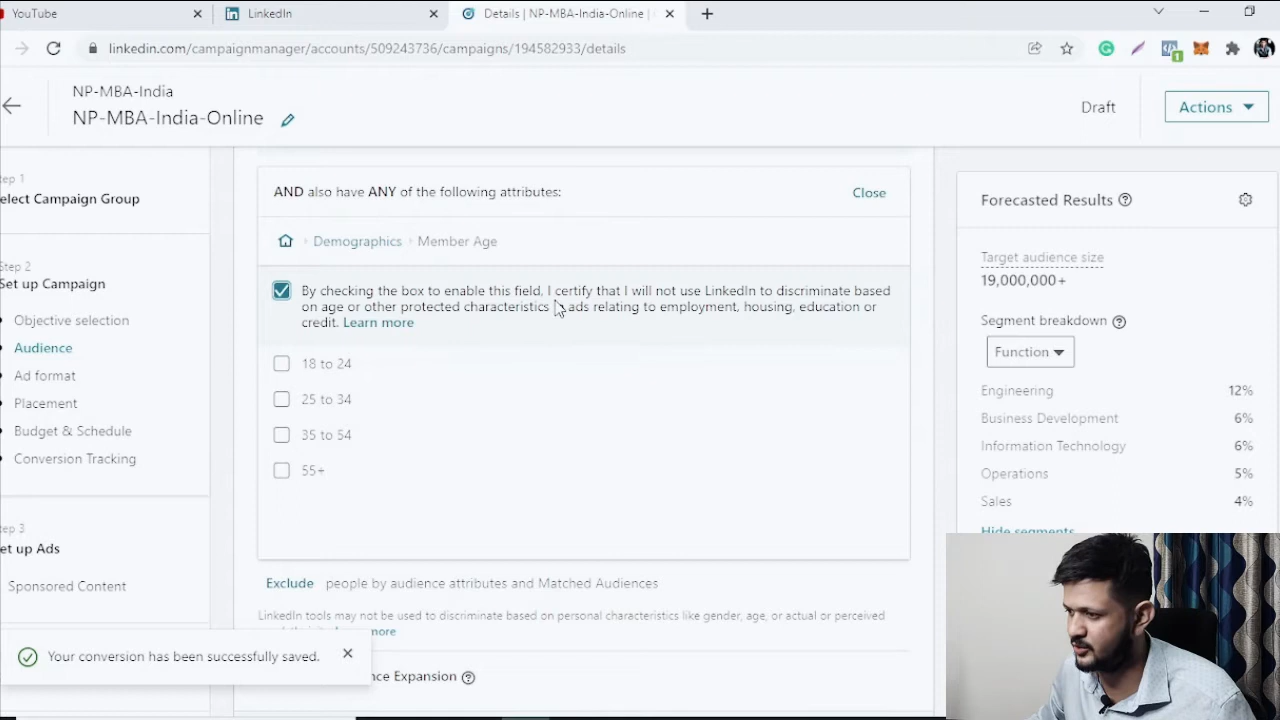 YouTube
LinkedIn
Details | NP-MBA-India-Online |
linkedin.com/campaignmanager/accounts/509243736/campaigns/194582933/details
1
NP-MBA-India
NP-MBA-India-Online
Draft
Actions
tep 1
elect Campaign Group
Step 2
Set up Campaign
Objective selection
Audience
Ad format
Placement
Budget & Schedule
Conversion Tracking
tep 3
et up Ads
Sponsored Content
AND also have ANY of the following attributes:
Close
Demographics
Member Age
By checking the box to enable this field, I certify that I will not use LinkedIn to discriminate based
on age or other protected characteristics ads relating to employment, housing, education or
credit. Learn more
18 to 24
25 to 34
35 to 54
55+
Exclude people by audience attributes and Matched Audiences
LinkedIn tools may not be used to discriminate based on personal characteristics like gender, age, or actual or perceived
more
Your conversion has been successfully saved.
nce Expansion
Forecasted Results
Target audience size
19,000,000+
Segment breakdown
Function
Engineering 12%
Business Development 6%
Information Technology 6%
Operations 5%
Sales 4%
Hide segments